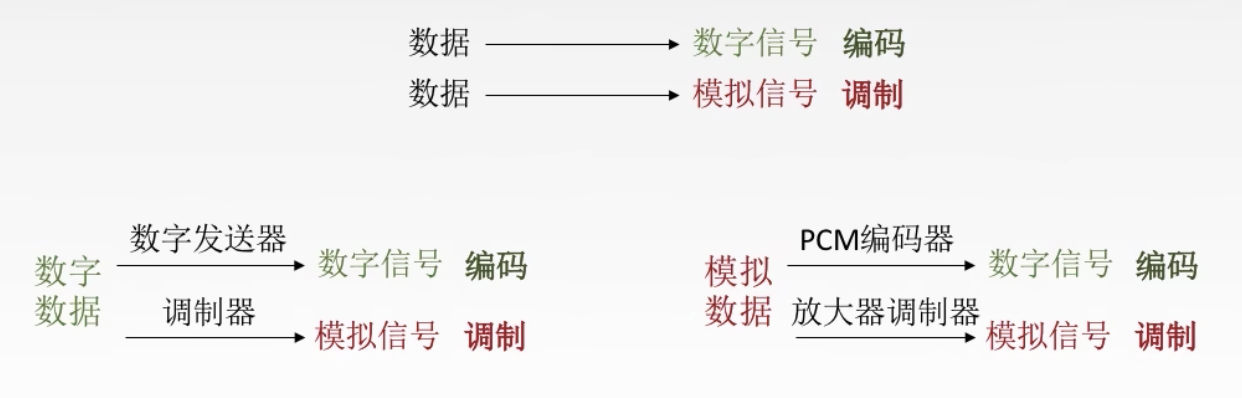 数据 数字信号 编码
数据 模拟信号 调制
数字发送器
数字
数据
数字信号 编码
调制器
模拟信号 调制
PCM编码器
模拟
数据
数字信号 编码
放大器调制器
模拟信号 调制